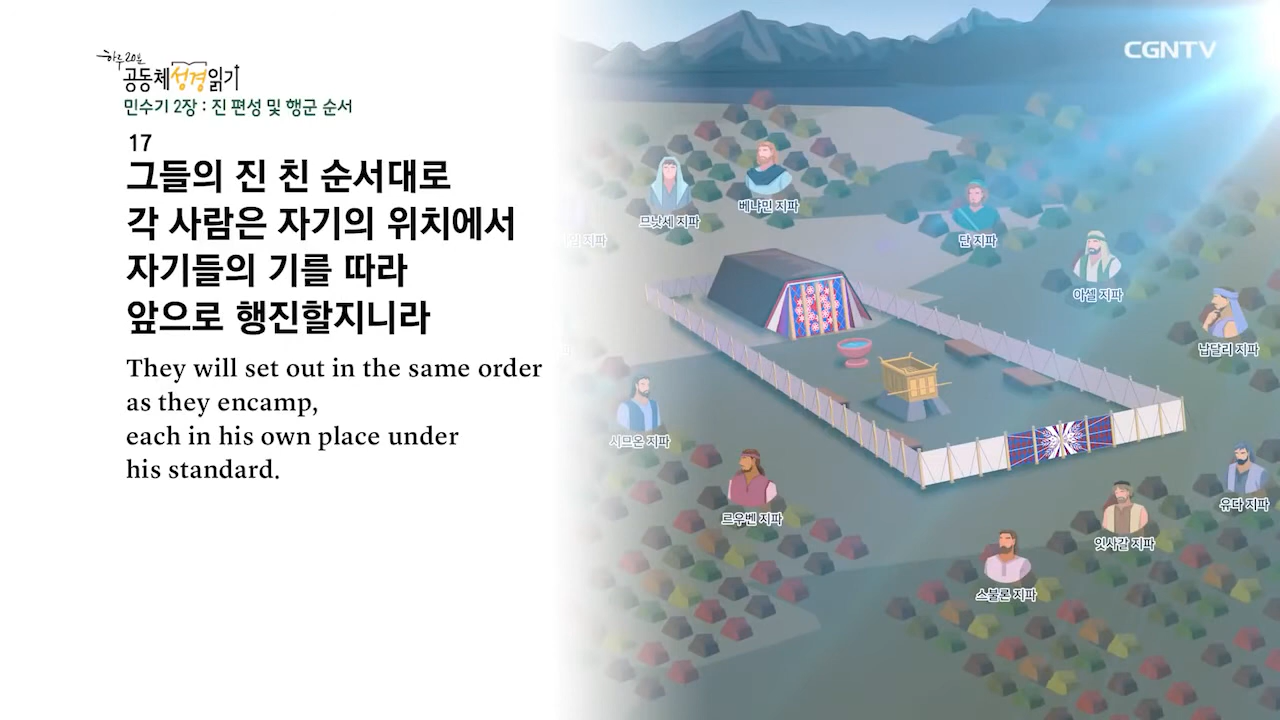 하루 20분
공동체성경읽기
민수기 2장 : 진 편성 및 행군 순서
17
그들의 진 친 순서대로
각 사람은 자기의 위치에서
자기들의 기를 따라
앞으로 행진할지니라
They will set out in the same order
as they encamp,
each in his own place under
his standard.
CGNTV
므낫세 지파
베냐민 지파
단 지파
아셀 지파
납달리 지파
지파
시므온 지파
르우벤 지파
유다 지파
잇사갈 지파
스불론 지파